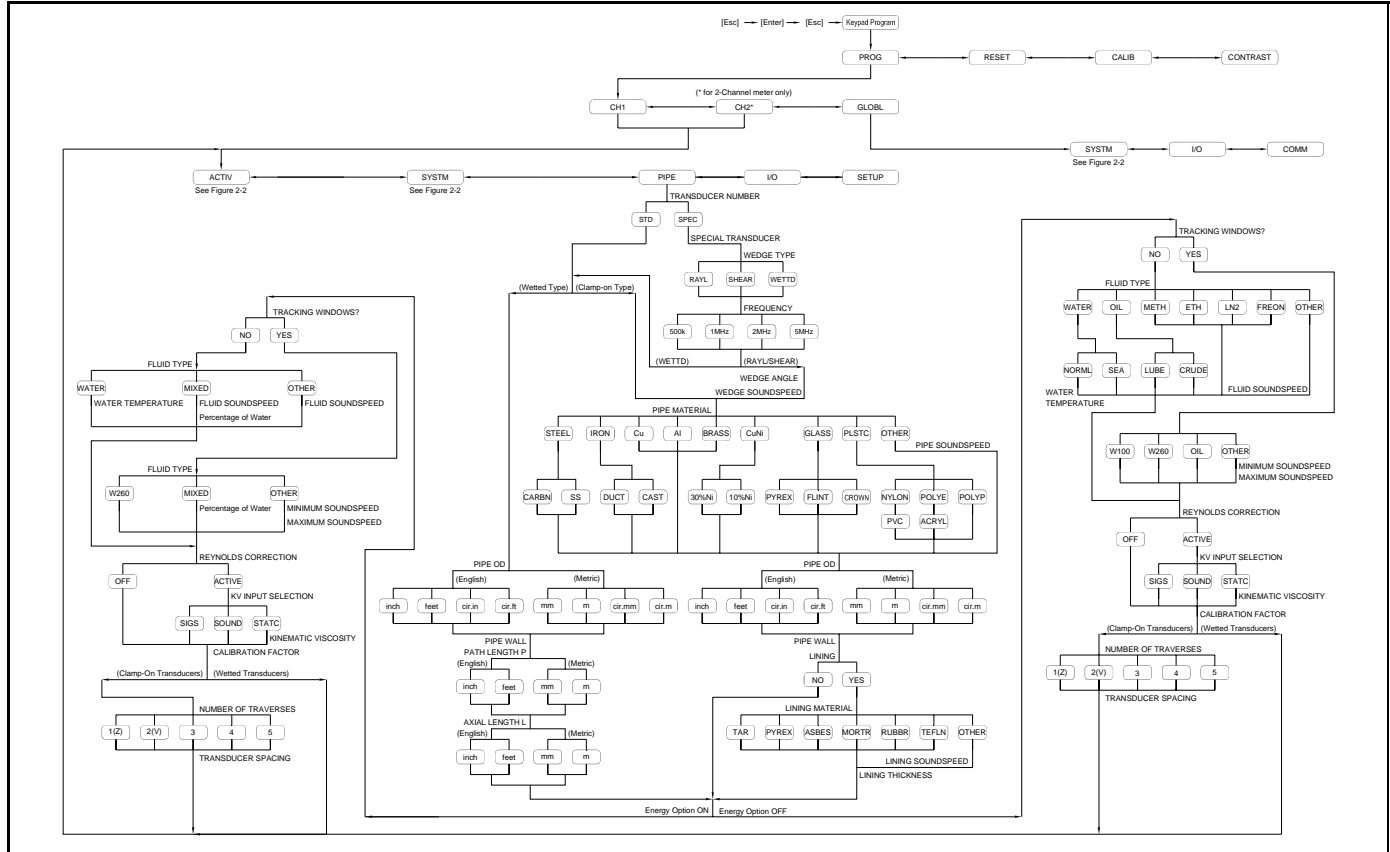 [Esc] [Enter] [Esc] Keypad Program
PROG RESET CALIB CONTRAST
(* for 2-Channel meter only)
CH1 CH2* GLOBL
SYSTM I/O COMM
See Figure 2-2
ACTIV SYSTM PIPE I/O SETUP
See Figure 2-2 See Figure 2-2
TRANSDUCER NUMBER
STD SPEC
SPECIAL TRANSDUCER
WEDGE TYPE
RAYL SHEAR WETTD
(Wetted Type) (Clamp-on Type)
FREQUENCY
500k 1MHz 2MHz 5MHz
(WETTD) (RAYL/SHEAR)
WEDGE ANGLE
WEDGE SOUNDSPEED
PIPE MATERIAL
STEEL IRON Cu Al BRASS CuNi GLASS PLSTC OTHER
PIPE SOUNDSPEED
CARBN SS DUCT CAST 30%Ni 10%Ni PYREX FLINT CROWN NYLON POLYE POLYP
PVC ACRYL
PIPE OD
(English) (Metric)
inch feet cir.in cir.ft mm m cir.mm cir.m
PIPE WALL
PATH LENGTH P
(English) (Metric)
inch feet mm m
AXIAL LENGTH L
(English) (Metric)
inch feet mm m
PIPE OD
(English) (Metric)
inch feet cir.in cir.ft mm m cir.mm cir.m
PIPE WALL
LINING
NO YES
LINING MATERIAL
TAR PYREX ASBES MORTR RUBBR TEFLN OTHER
LINING SOUNDSPEED
LINING THICKNESS
Energy Option ON Energy Option OFF
TRACKING WINDOWS?
NO YES
FLUID TYPE
WATER MIXED OTHER
WATER TEMPERATURE FLUID SOUNDSPEED FLUID SOUNDSPEED
Percentage of Water
FLUID TYPE
W260 MIXED OTHER
Percentage of Water MINIMUM SOUNDSPEED
MAXIMUM SOUNDSPEED
REYNOLDS CORRECTION
OFF ACTIVE
KV INPUT SELECTION
SIGS SOUND STATC
KINEMATIC VISCOSITY
CALIBRATION FACTOR
(Clamp-On Transducers) (Wetted Transducers)
NUMBER OF TRAVERSES
1(Z) 2(V) 3 4 5
TRANSDUCER SPACING
TRACKING WINDOWS?
NO YES
FLUID TYPE
WATER OIL METH ETH LN2 FREON OTHER
NORML SEA LUBE CRUDE
WATER TEMPERATURE
FLUID SOUNDSPEED
W100 W260 OIL OTHER
MINIMUM SOUNDSPEED
MAXIMUM SOUNDSPEED
REYNOLDS CORRECTION
OFF ACTIVE
KV INPUT SELECTION
SIGS SOUND STATC
KINEMATIC VISCOSITY
CALIBRATION FACTOR
(Clamp-On Transducers) (Wetted Transducers)
NUMBER OF TRAVERSES
1(Z) 2(V) 3 4 5
TRANSDUCER SPACING